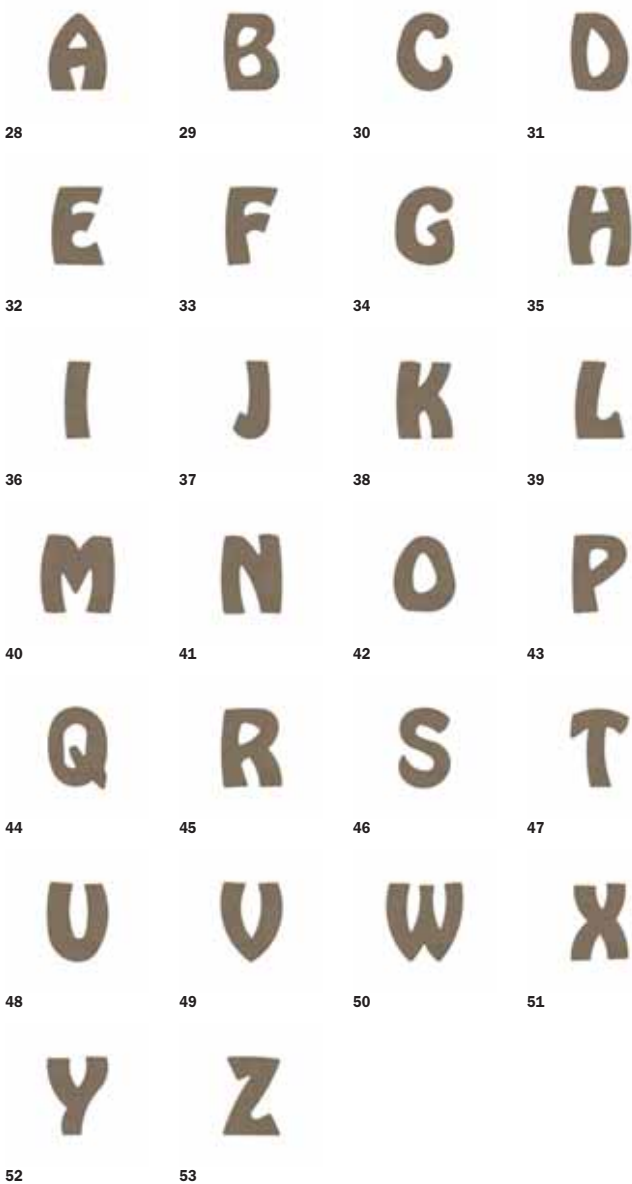 A B C D
28 29 30 31
E F G H
32 33 34 35
I J K L
36 37 38 39
M N O P
40 41 42 43
Q R S T
44 45 46 47
U V W X
48 49 50 51
Y Z
52 53